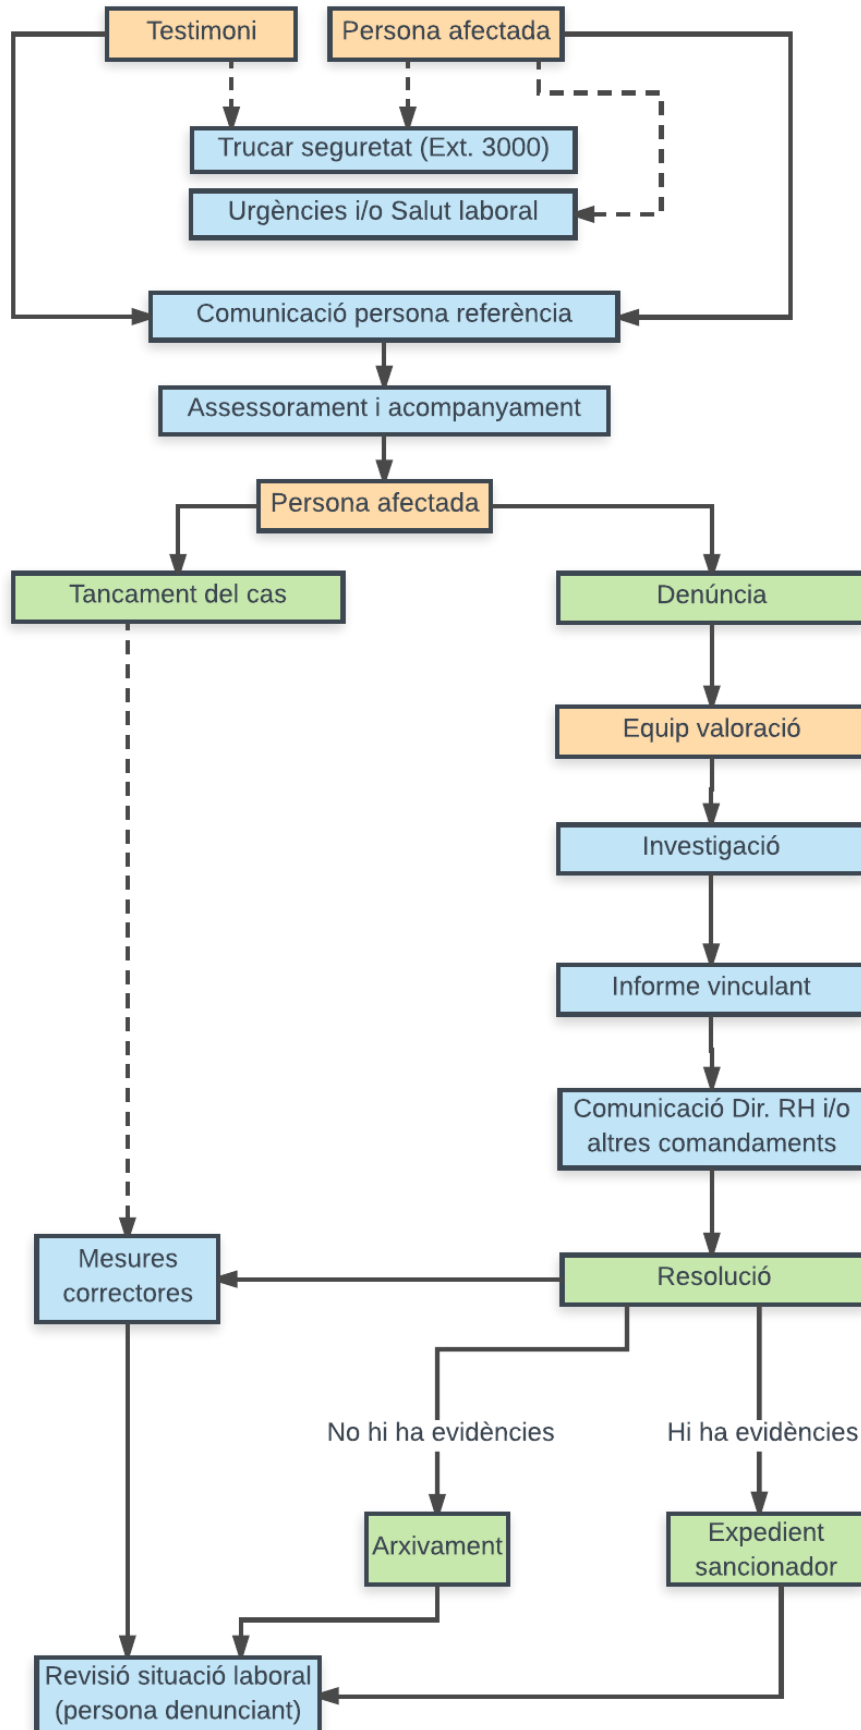 Testimoni
Persona afectada
Trucar seguretat (Ext. 3000)
Urgències i/o Salut laboral
Comunicació persona referència
Assessorament i acompanyament
Persona afectada
Tancament del cas
Denúncia
Equip valoració
Investigació
Informe vinculant
Comunicació Dir. RH i/o
altres comandaments
Mesures
correctores
Resolució
No hi ha evidències
Hi ha evidències
Arxivament
Expedient
sancionador
Revisió situació laboral
(persona denunciant)